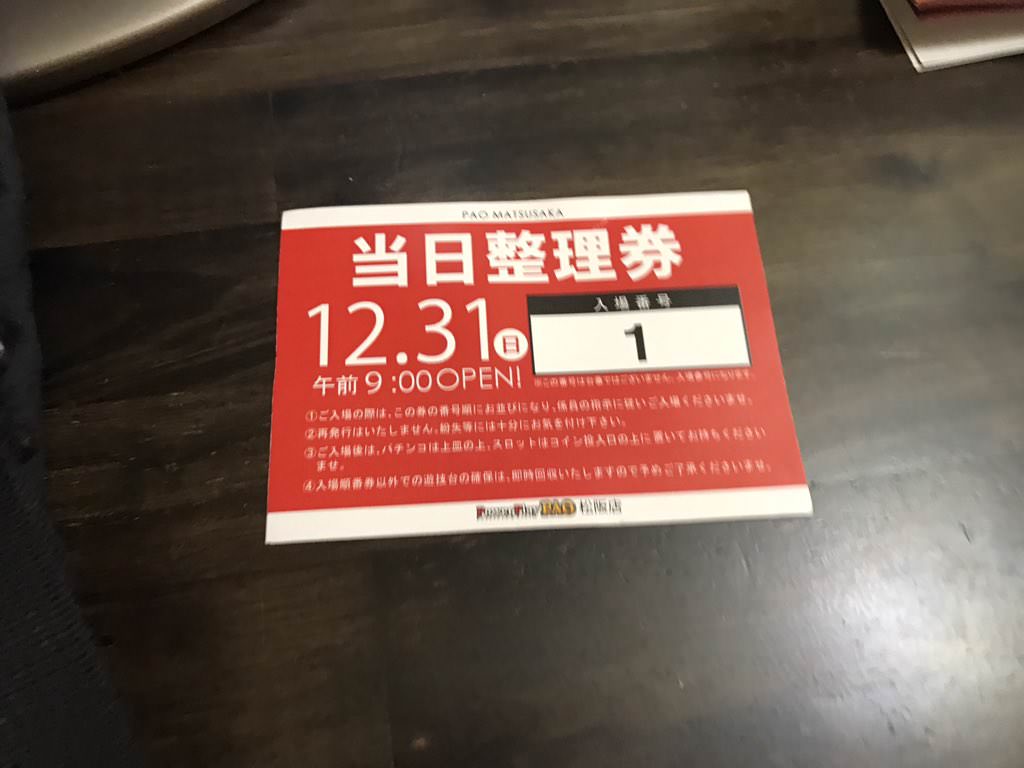 PAO MATSUSAKA
当日整理券
12.31日
午前9:00OPEN!
入場番号
1
※この番号は台番ではございません。入場番号になります。
①ご入場の際は、この券の番号順にお並びになり、係員の指示に従いご入場くださいませ。
②再発行はいたしません。紛失等には十分にお気を付け下さい。
③ご入場後は、パチンコは上皿の上、スロットはコイン投入口の上に置いてお持ちください
ませ。
④入場順番券以外での遊技台の確保は、即時回収いたしますので予めご了承くださいませ。
PAO 松阪店